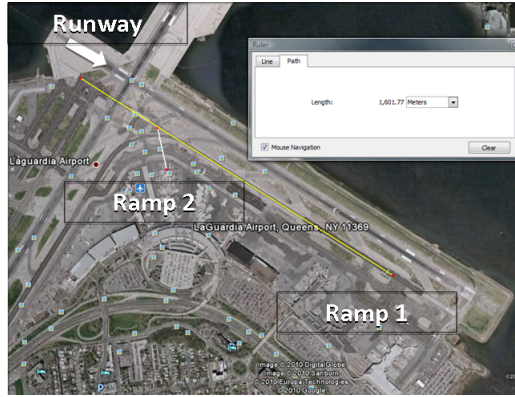 Runway
Ruler
Line Path
Length: 1,601.77 Meters
Mouse Navigation Clear
Laguardia Airport
Ramp 2
LaGuardia Airport, Queens, NY 11369
Ramp 1
Image © 2010 DigitalGlobe
Image © 2010 Sanborn
© 2010 Europa Technologies
© 2010 Google